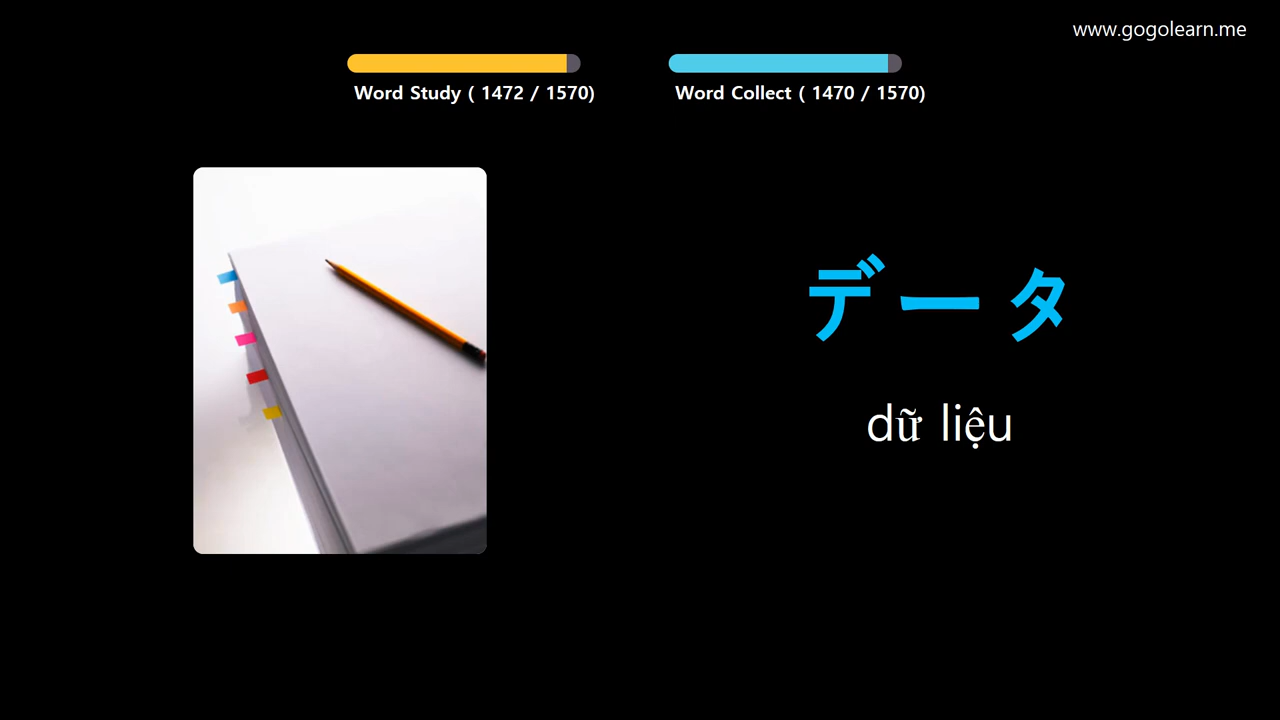 www.gogolearn.me
Word Study ( 1472 / 1570)
Word Collect ( 1470 / 1570)
データ
dữ liệu